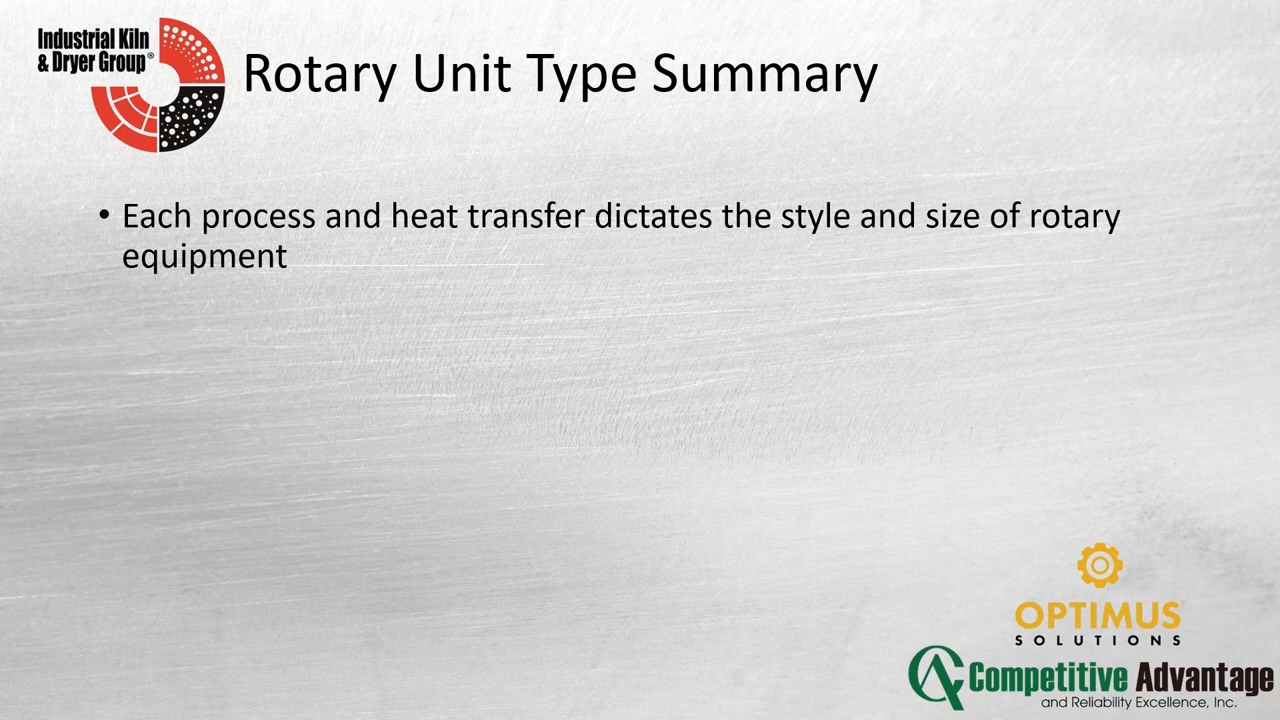 Industrial Kiln
& Dryer Group®
Rotary Unit Type Summary
• Each process and heat transfer dictates the style and size of rotary
equipment
OPTIMUS
SOLUTIONS
Competitive Advantage
and Reliability Excellence, Inc.